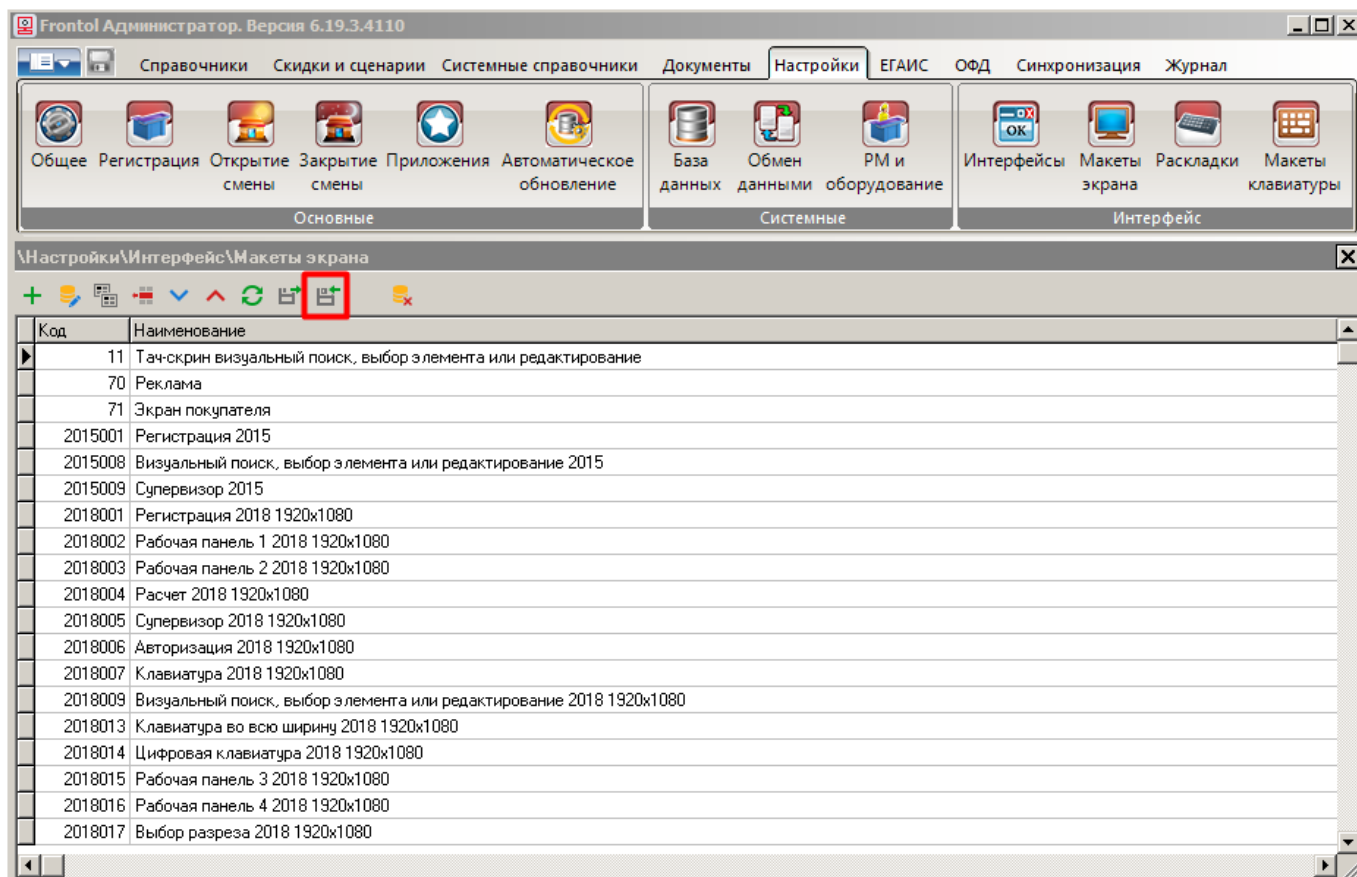 Frontol Администратор. Версия 6.19.3.4110
Справочники Скидки и сценарии Системные справочники Документы Настройки ЕГАИС ОФД Синхронизация Журнал
Общее Регистрация Открытие смены Закрытие смены Приложения Автоматическое обновление База данных Обмен данными РМ и оборудование OK Интерфейсы Макеты экрана Раскладки Макеты клавиатуры
Основные Системные Интерфейс
\Настройки\Интерфейс\Макеты экрана
Код Наименование
11 Тач-скрин визуальный поиск, выбор элемента или редактирование
70 Реклама
71 Экран покупателя
2015001 Регистрация 2015
2015008 Визуальный поиск, выбор элемента или редактирование 2015
2015009 Супервизор 2015
2018001 Регистрация 2018 1920x1080
2018002 Рабочая панель 1 2018 1920x1080
2018003 Рабочая панель 2 2018 1920x1080
2018004 Расчет 2018 1920x1080
2018005 Супервизор 2018 1920x1080
2018006 Авторизация 2018 1920x1080
2018007 Клавиатура 2018 1920x1080
2018009 Визуальный поиск, выбор элемента или редактирование 2018 1920x1080
2018013 Клавиатура во всю ширину 2018 1920x1080
2018014 Цифровая клавиатура 2018 1920x1080
2018015 Рабочая панель 3 2018 1920x1080
2018016 Рабочая панель 4 2018 1920x1080
2018017 Выбор разреза 2018 1920x1080